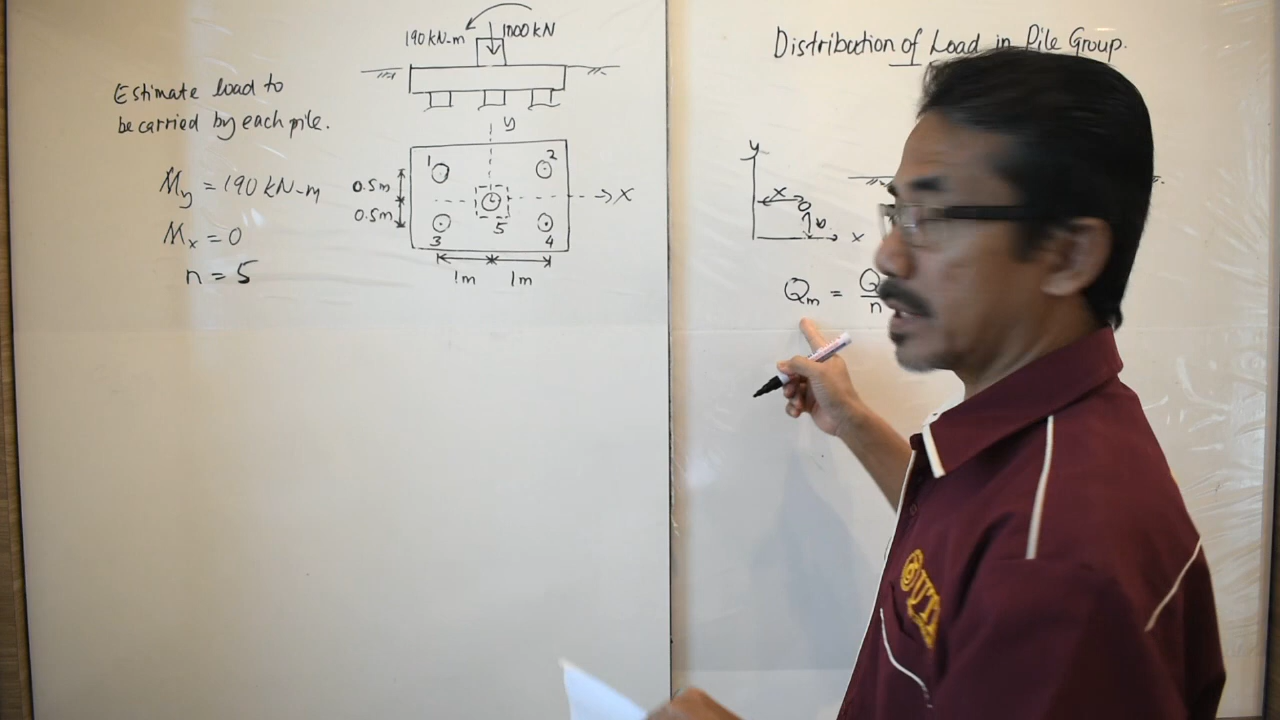 190 kN-m
1000 kN
Estimate load to
be carried by each pile.
My = 190 kN-m
Mx = 0
n = 5
y
1
2
0.5m
X
0.5m
3
5
4
1m
1m
Distribution of Load in Pile Group.
y
x
x
Qm = Q
n